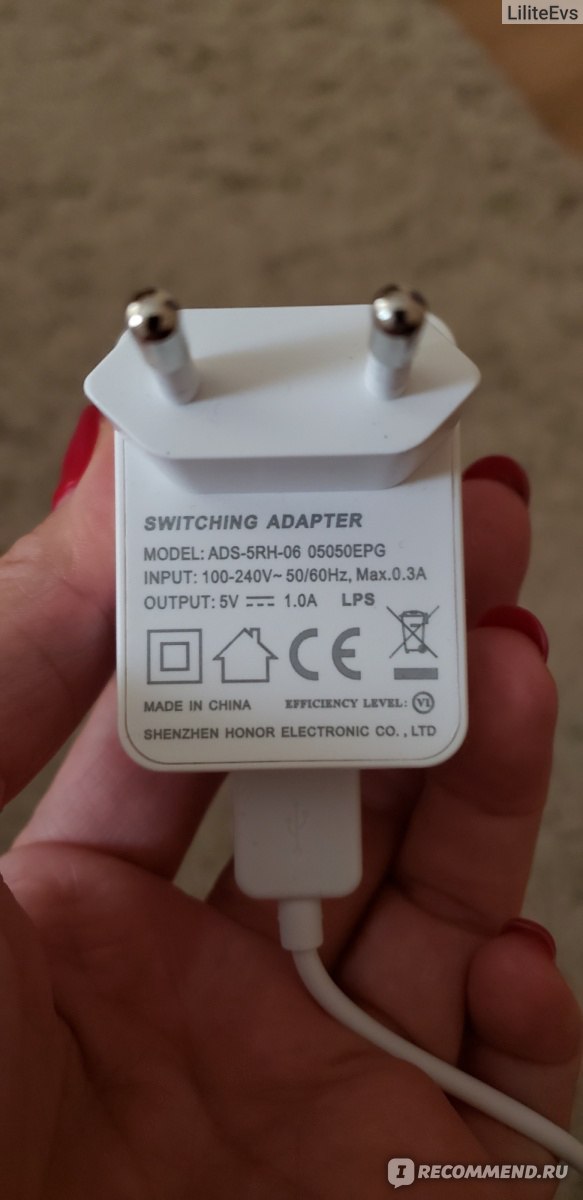 LiliteEvs
SWITCHING ADAPTER
MODEL: ADS-5RH-06 05050EPG
INPUT: 100-240V~ 50/60Hz, Max.0.3A
OUTPUT: 5V ⎓ 1.0A LPS
CE
MADE IN CHINA EFFICIENCY LEVEL: VI
SHENZHEN HONOR ELECTRONIC CO., LTD
I RECOMMEND.RU